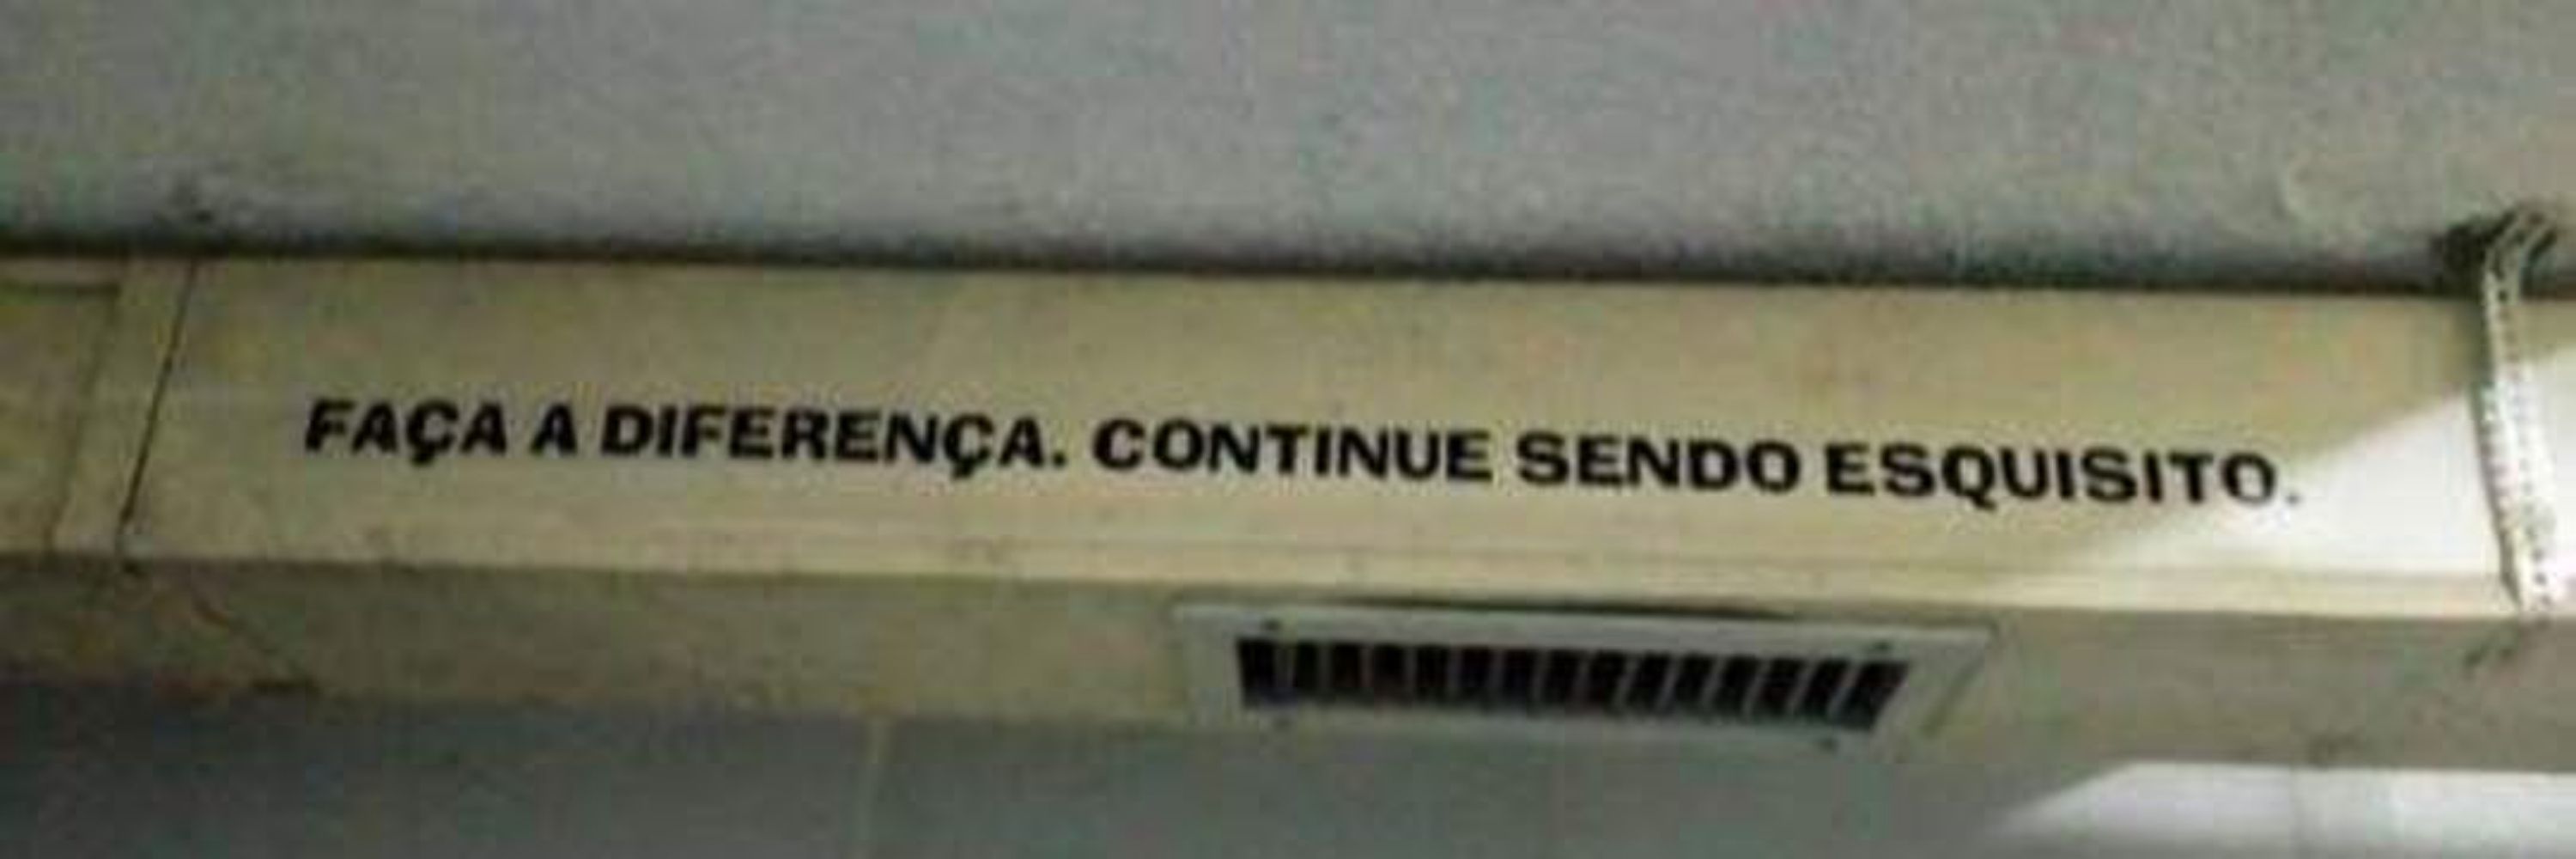 FAÇA A DIFERENÇA. CONTINUE SENDO ESQUISITO.